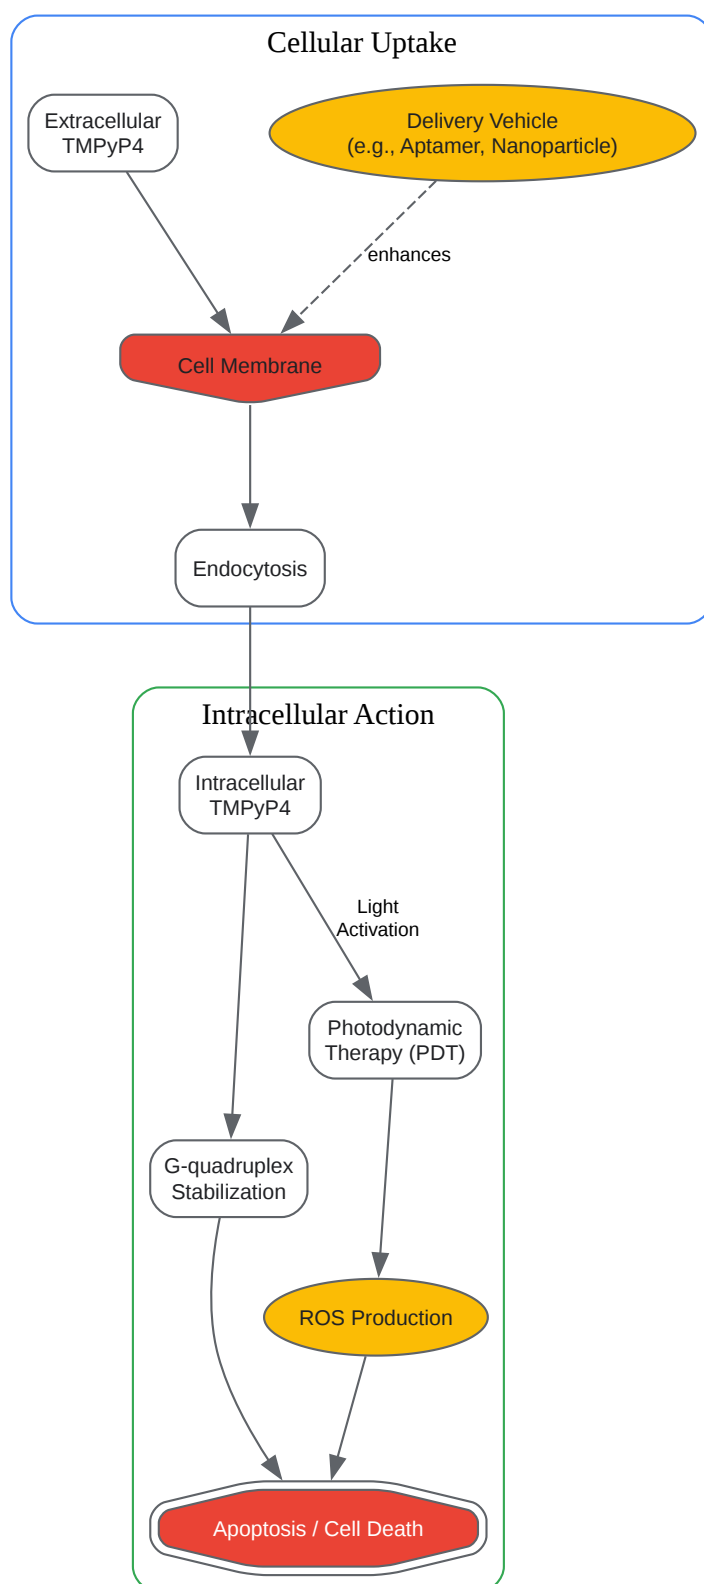 Cellular Uptake
Extracellular
TMPyP4
Delivery Vehicle
(e.g., Aptamer, Nanoparticle)
enhances
Cell Membrane
Endocytosis
Intracellular Action
Intracellular
TMPyP4
Light
Activation
Photodynamic
Therapy (PDT)
G-quadruplex
Stabilization
ROS Production
Apoptosis / Cell Death